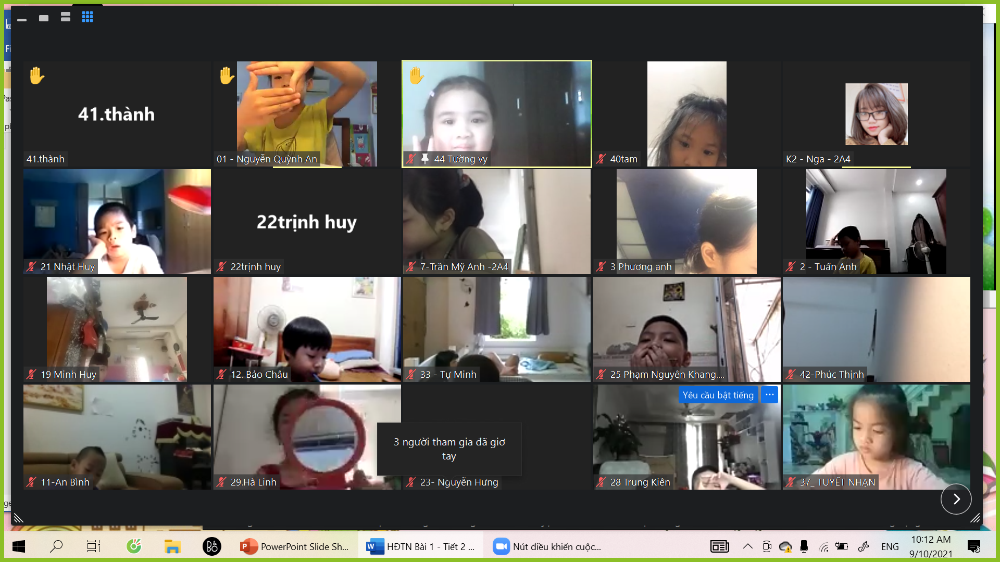 41.thành
41.thành
01 - Nguyễn Quỳnh An
44 Tường vy
40tam
K2 - Nga - 2A4
21 Nhật Huy
22trịnh huy
22trịnh huy
7-Trần Mỹ Anh -2A4
3 Phương anh
2 - Tuấn Anh
19 Minh Huy
12. Bảo Châu
33 - Tự Minh
25 Phạm Nguyên Khang....
42-Phúc Thịnh
11-An Bình
29.Hà Linh
3 người tham gia đã giơ
tay
23- Nguyễn Hưng
Yêu cầu bật tiếng
28 Trung Kiên
37_ TUYẾT NHẠN
PowerPoint Slide Sh...
HĐTN Bài 1 - Tiết 2 ...
Nút điều khiển cuộc...
ENG
10:12 AM
9/10/2021